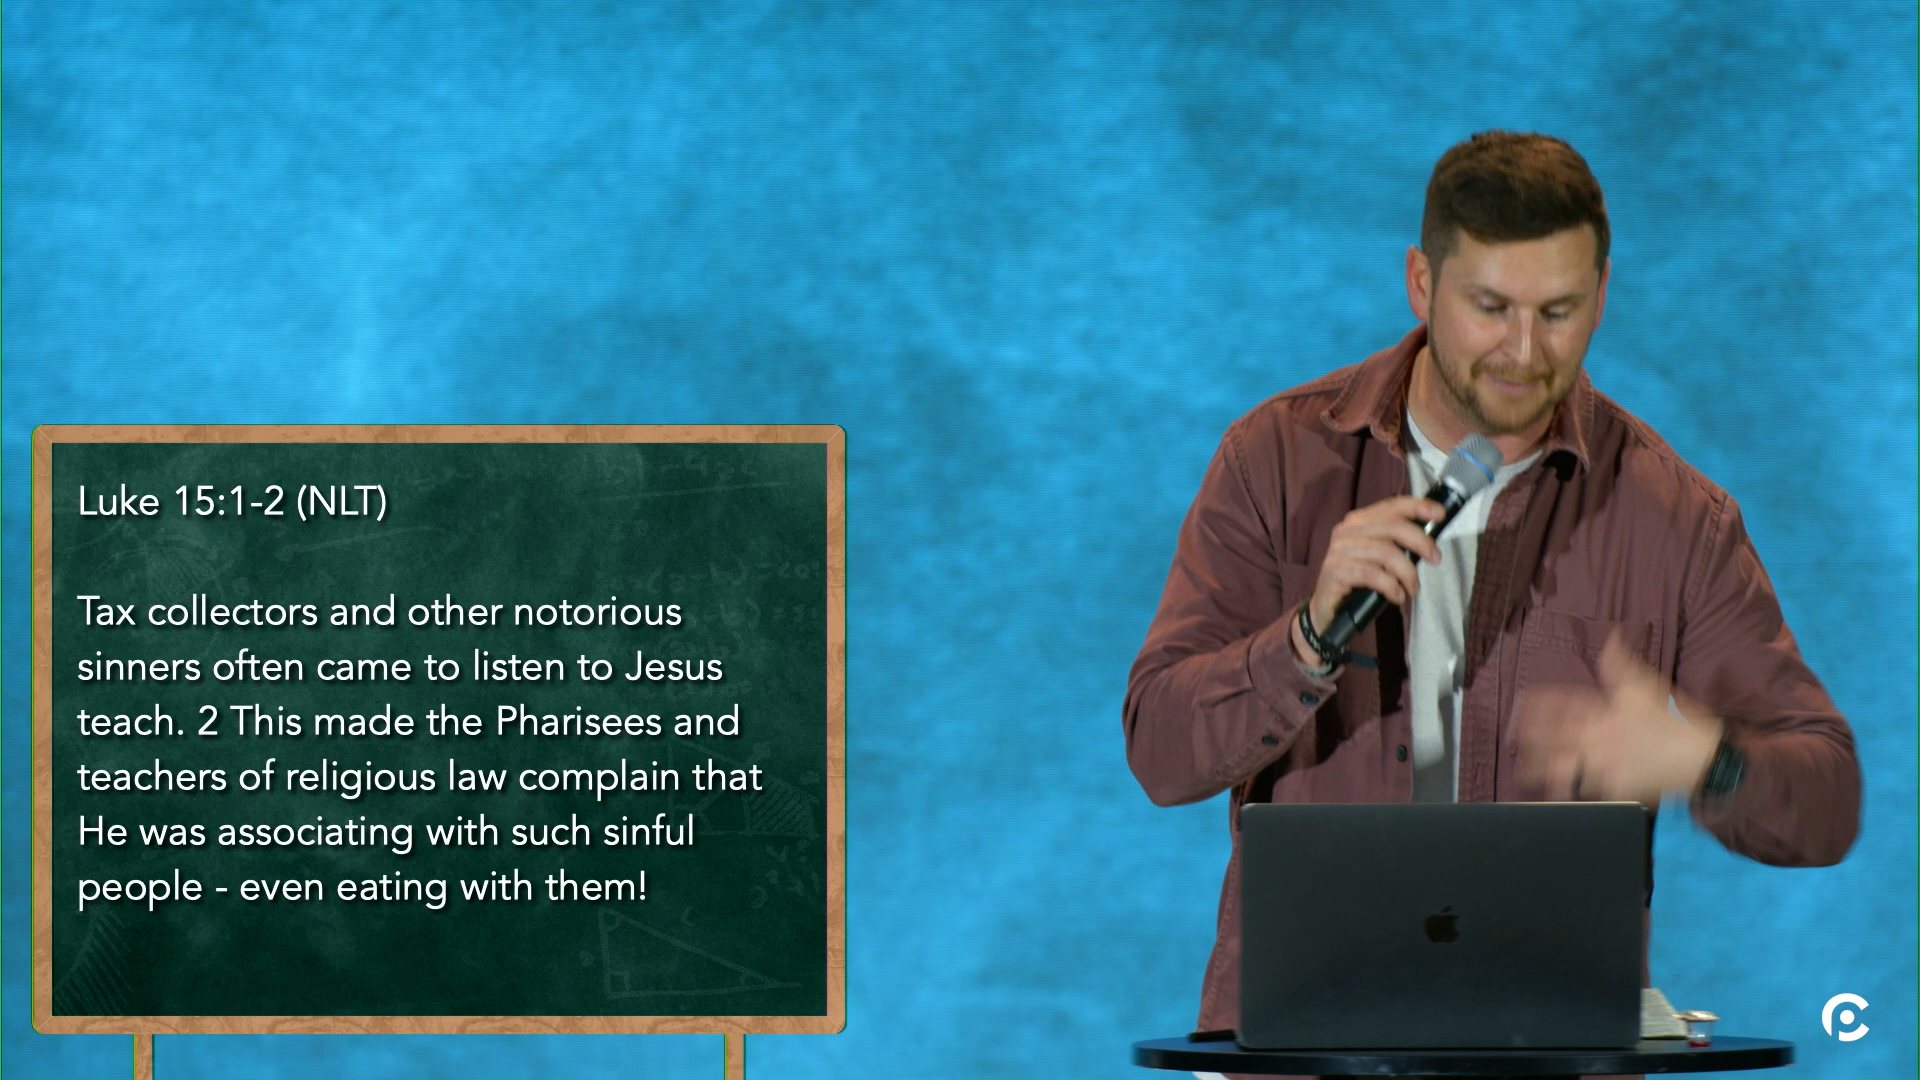 Luke 15:1-2 (NLT)
Tax collectors and other notorious
sinners often came to listen to Jesus
teach. 2 This made the Pharisees and
teachers of religious law complain that
He was associating with such sinful
people - even eating with them!